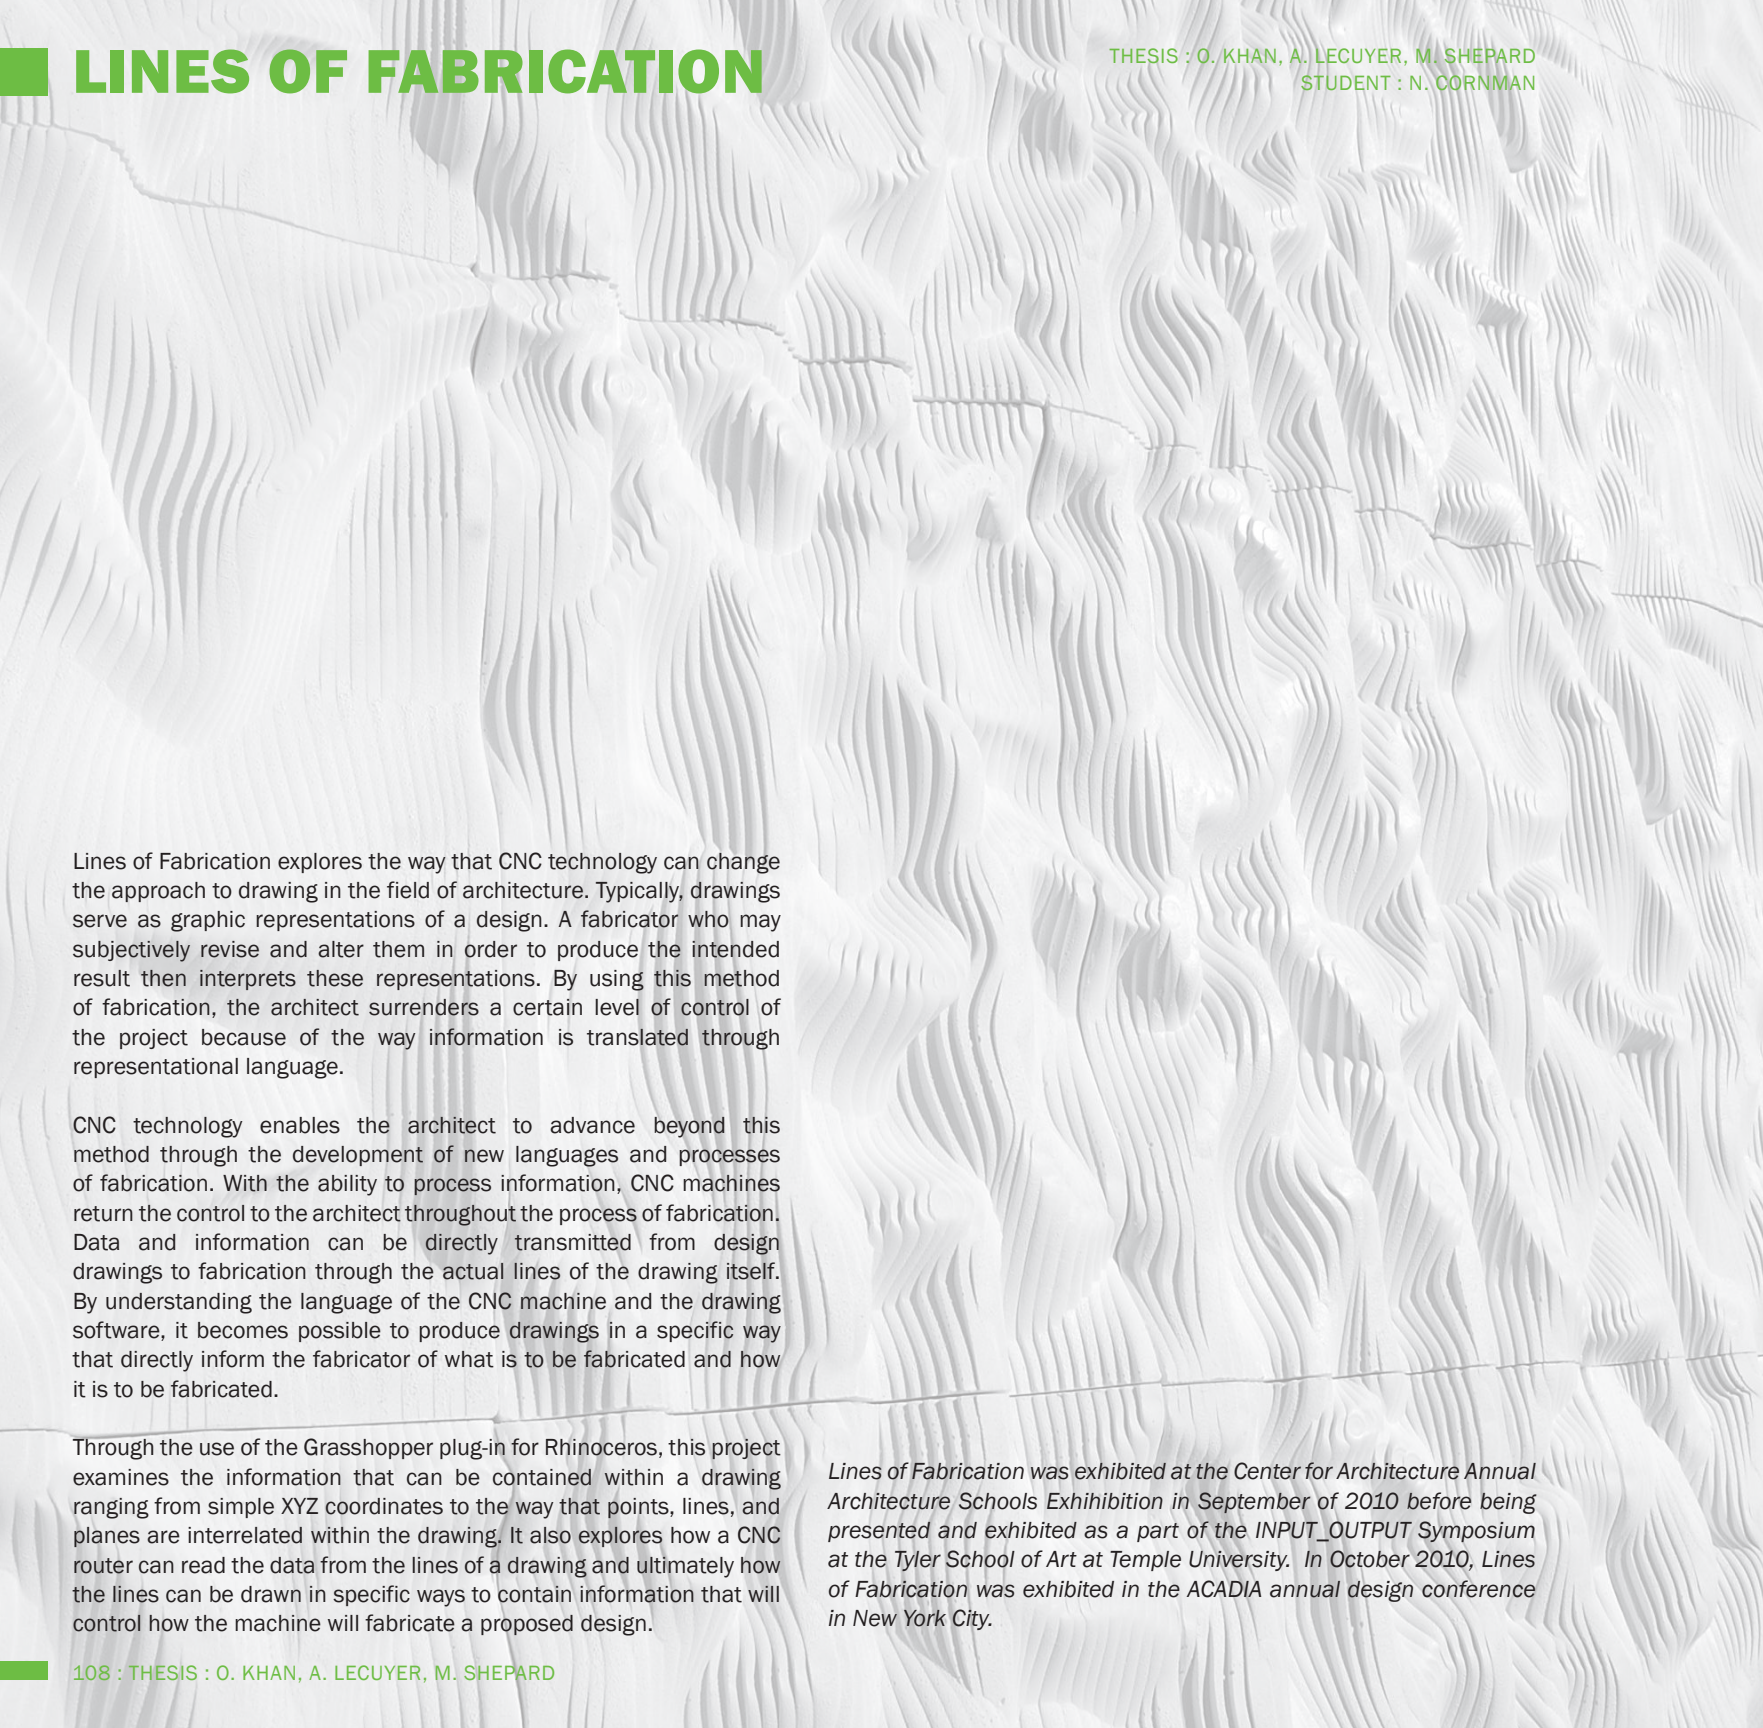 LINES OF FABRICATION
THESIS : O. KHAN, A. LECUYER, M. SHEPARD
STUDENT : N. CORNMAN
Lines of Fabrication explores the way that CNC technology can change
the approach to drawing in the field of architecture. Typically, drawings
serve as graphic representations of a design. A fabricator who may
subjectively revise and alter them in order to produce the intended
result then interprets these representations. By using this method
of fabrication, the architect surrenders a certain level of control of
the project because of the way information is translated through
representational language.
CNC technology enables the architect to advance beyond this
method through the development of new languages and processes
of fabrication. With the ability to process information, CNC machines
return the control to the architect throughout the process of fabrication.
Data and information can be directly transmitted from design
drawings to fabrication through the actual lines of the drawing itself.
By understanding the language of the CNC machine and the drawing
software, it becomes possible to produce drawings in a specific way
that directly inform the fabricator of what is to be fabricated and how
it is to be fabricated.
Through the use of the Grasshopper plug-in for Rhinoceros, this project
examines the information that can be contained within a drawing
ranging from simple XYZ coordinates to the way that points, lines, and
planes are interrelated within the drawing. It also explores how a CNC
router can read the data from the lines of a drawing and ultimately how
the lines can be drawn in specific ways to contain information that will
control how the machine will fabricate a proposed design.
Lines of Fabrication was exhibited at the Center for Architecture Annual
Architecture Schools Exhihibition in September of 2010 before being
presented and exhibited as a part of the INPUT_OUTPUT Symposium
at the Tyler School of Art at Temple University.  In October 2010, Lines
of Fabrication was exhibited in the ACADIA annual design conference
in New York City.
108 : THESIS : O. KHAN, A. LECUYER, M. SHEPARD